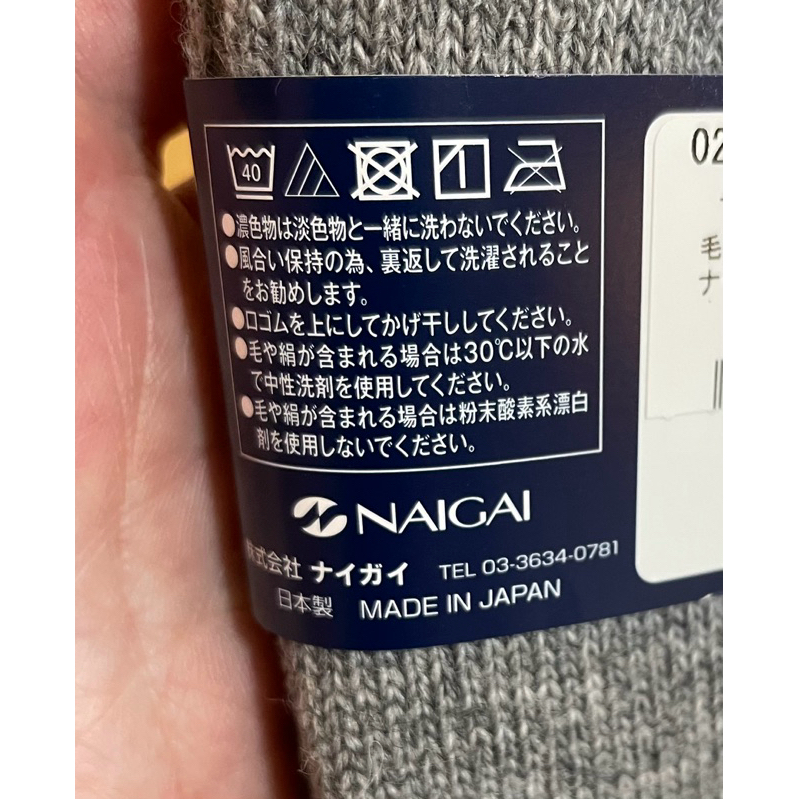 40
●濃色物は淡色物と一緒に洗わないでください。
●風合い保持の為、裏返して洗濯されること
をお勧めします。
●口ゴムを上にしてかげ干ししてください。
●毛や絹が含まれる場合は30℃以下の水
で中性洗剤を使用してください。
●毛や絹が含まれる場合は粉末酸素系漂白
剤を使用しないでください。
NAIGAI
株式会社 ナイガイ TEL 03-3634-0781
日本製 MADE IN JAPAN
02
毛
ナ